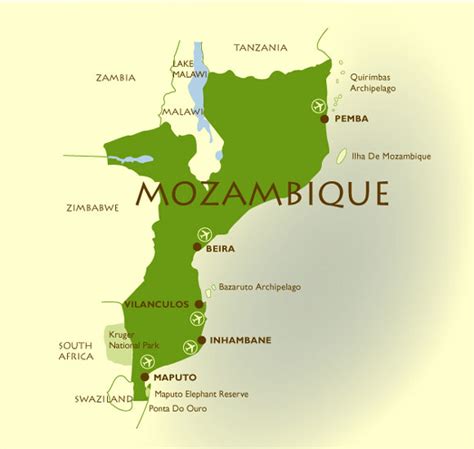 TANZANIA
LAKE
MALAWI
ZAMBIA
Quirimbas
Archipelago
MALAWI
PEMBA
Ilha De Mozambique
MOZAMBIQUE
ZIMBABWE
BEIRA
Bazaruto Archipelago
VILANCULOS
Kruger
National Park
INHAMBANE
SOUTH
AFRICA
MAPUTO
SWAZILAND
Maputo Elephant Reserve
Ponta Do Ouro